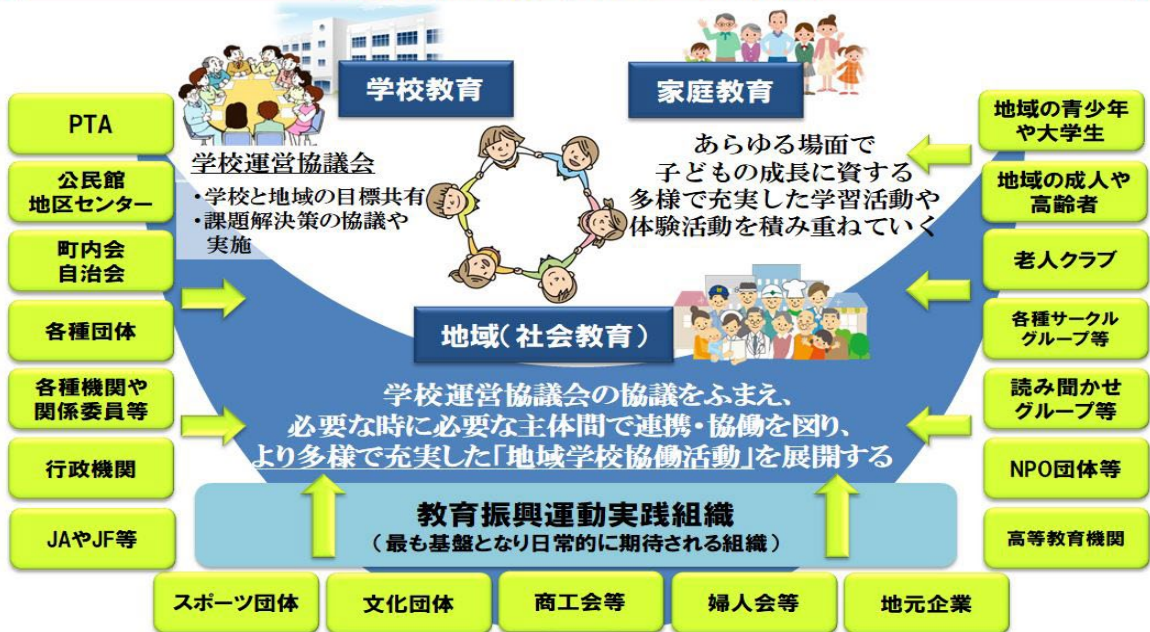 学校教育
家庭教育
PTA
公民館
地区センター
町内会
自治会
各種団体
各種機関や
関係委員等
行政機関
JAやJF等
学校運営協議会
・学校と地域の目標共有
・課題解決策の協議や
実施
あらゆる場面で
子どもの成長に資する
多様で充実した学習活動や
体験活動を積み重ねていく
地域の青少年
や大学生
地域の成人や
高齢者
老人クラブ
各種サークル
グループ等
読み聞かせ
グループ等
NPO団体等
高等教育機関
地域(社会教育)
学校運営協議会の協議をふまえ、
必要な時に必要な主体間で連携・協働を図り、
より多様で充実した「地域学校協働活動」を展開する
教育振興運動実践組織
(最も基盤となり日常的に期待される組織)
スポーツ団体
文化団体
商工会等
婦人会等
地元企業